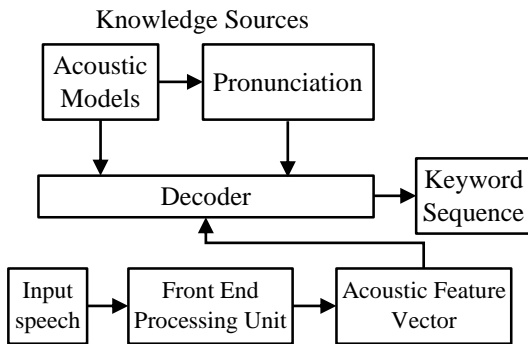 Knowledge Sources
Acoustic
Models
Pronunciation
Decoder
Keyword
Sequence
Input
speech
Front End
Processing Unit
Acoustic Feature
Vector